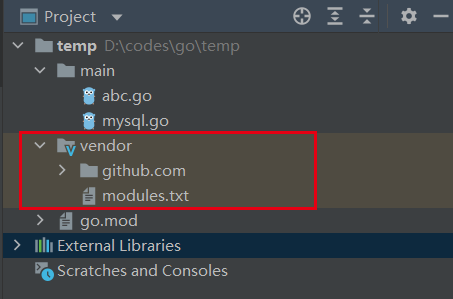 Project
temp D:\codes\go\temp
main
abc.go
mysql.go
vendor
github.com
modules.txt
go.mod
External Libraries
Scratches and Consoles